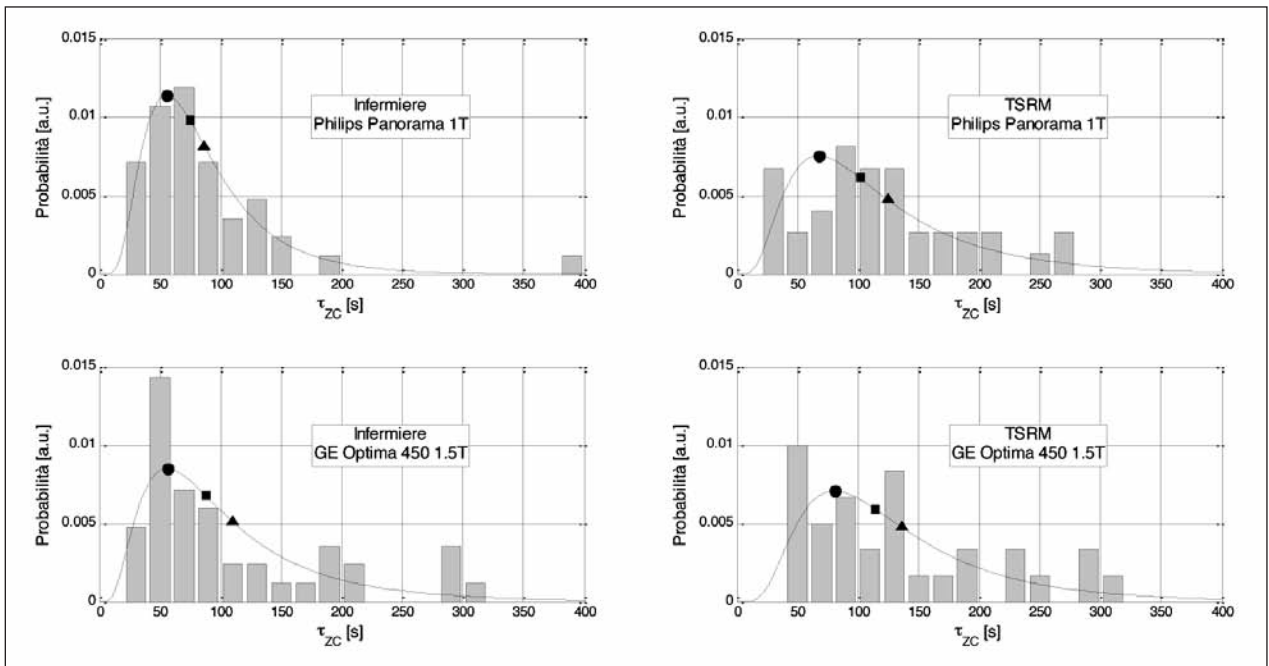 0.015
0.01
0.005
0
Probabilità [a.u.]
Infermiere
Philips Panorama 1T
0 50 100 150 200 250 300 350 400
τZC [s]
0.015
0.01
0.005
0
Probabilità [a.u.]
TSRM
Philips Panorama 1T
0 50 100 150 200 250 300 350 400
τZC [s]
0.015
0.01
0.005
0
Probabilità [a.u.]
Infermiere
GE Optima 450 1.5T
0 50 100 150 200 250 300 350 400
τZC [s]
0.015
0.01
0.005
0
Probabilità [a.u.]
TSRM
GE Optima 450 1.5T
0 50 100 150 200 250 300 350 400
τZC [s]